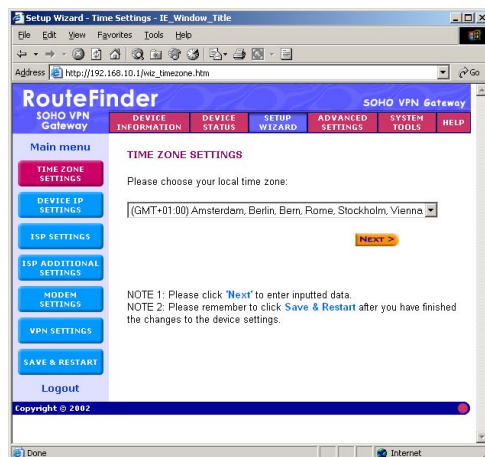 Setup Wizard - Time Settings - IE_Window_Title
File Edit View Favorites Tools Help
Address http://192.168.10.1/wiz_timezone.htm Go
RouteFinder
SOHO VPN Gateway
SOHO VPN
Gateway
DEVICE
INFORMATION
DEVICE
STATUS
SETUP
WIZARD
ADVANCED
SETTINGS
SYSTEM
TOOLS
HELP
Main menu
TIME ZONE
SETTINGS
DEVICE IP
SETTINGS
ISP SETTINGS
ISP ADDITIONAL
SETTINGS
MODEM
SETTINGS
VPN SETTINGS
SAVE & RESTART
Logout
TIME ZONE SETTINGS
Please choose your local time zone:
(GMT+01:00) Amsterdam, Berlin, Bern, Rome, Stockholm, Vienna
NEXT >
NOTE 1: Please click 'Next' to enter inputted data.
NOTE 2: Please remember to click Save & Restart after you have finished
the changes to the device settings.
Copyright © 2002
Done
Internet